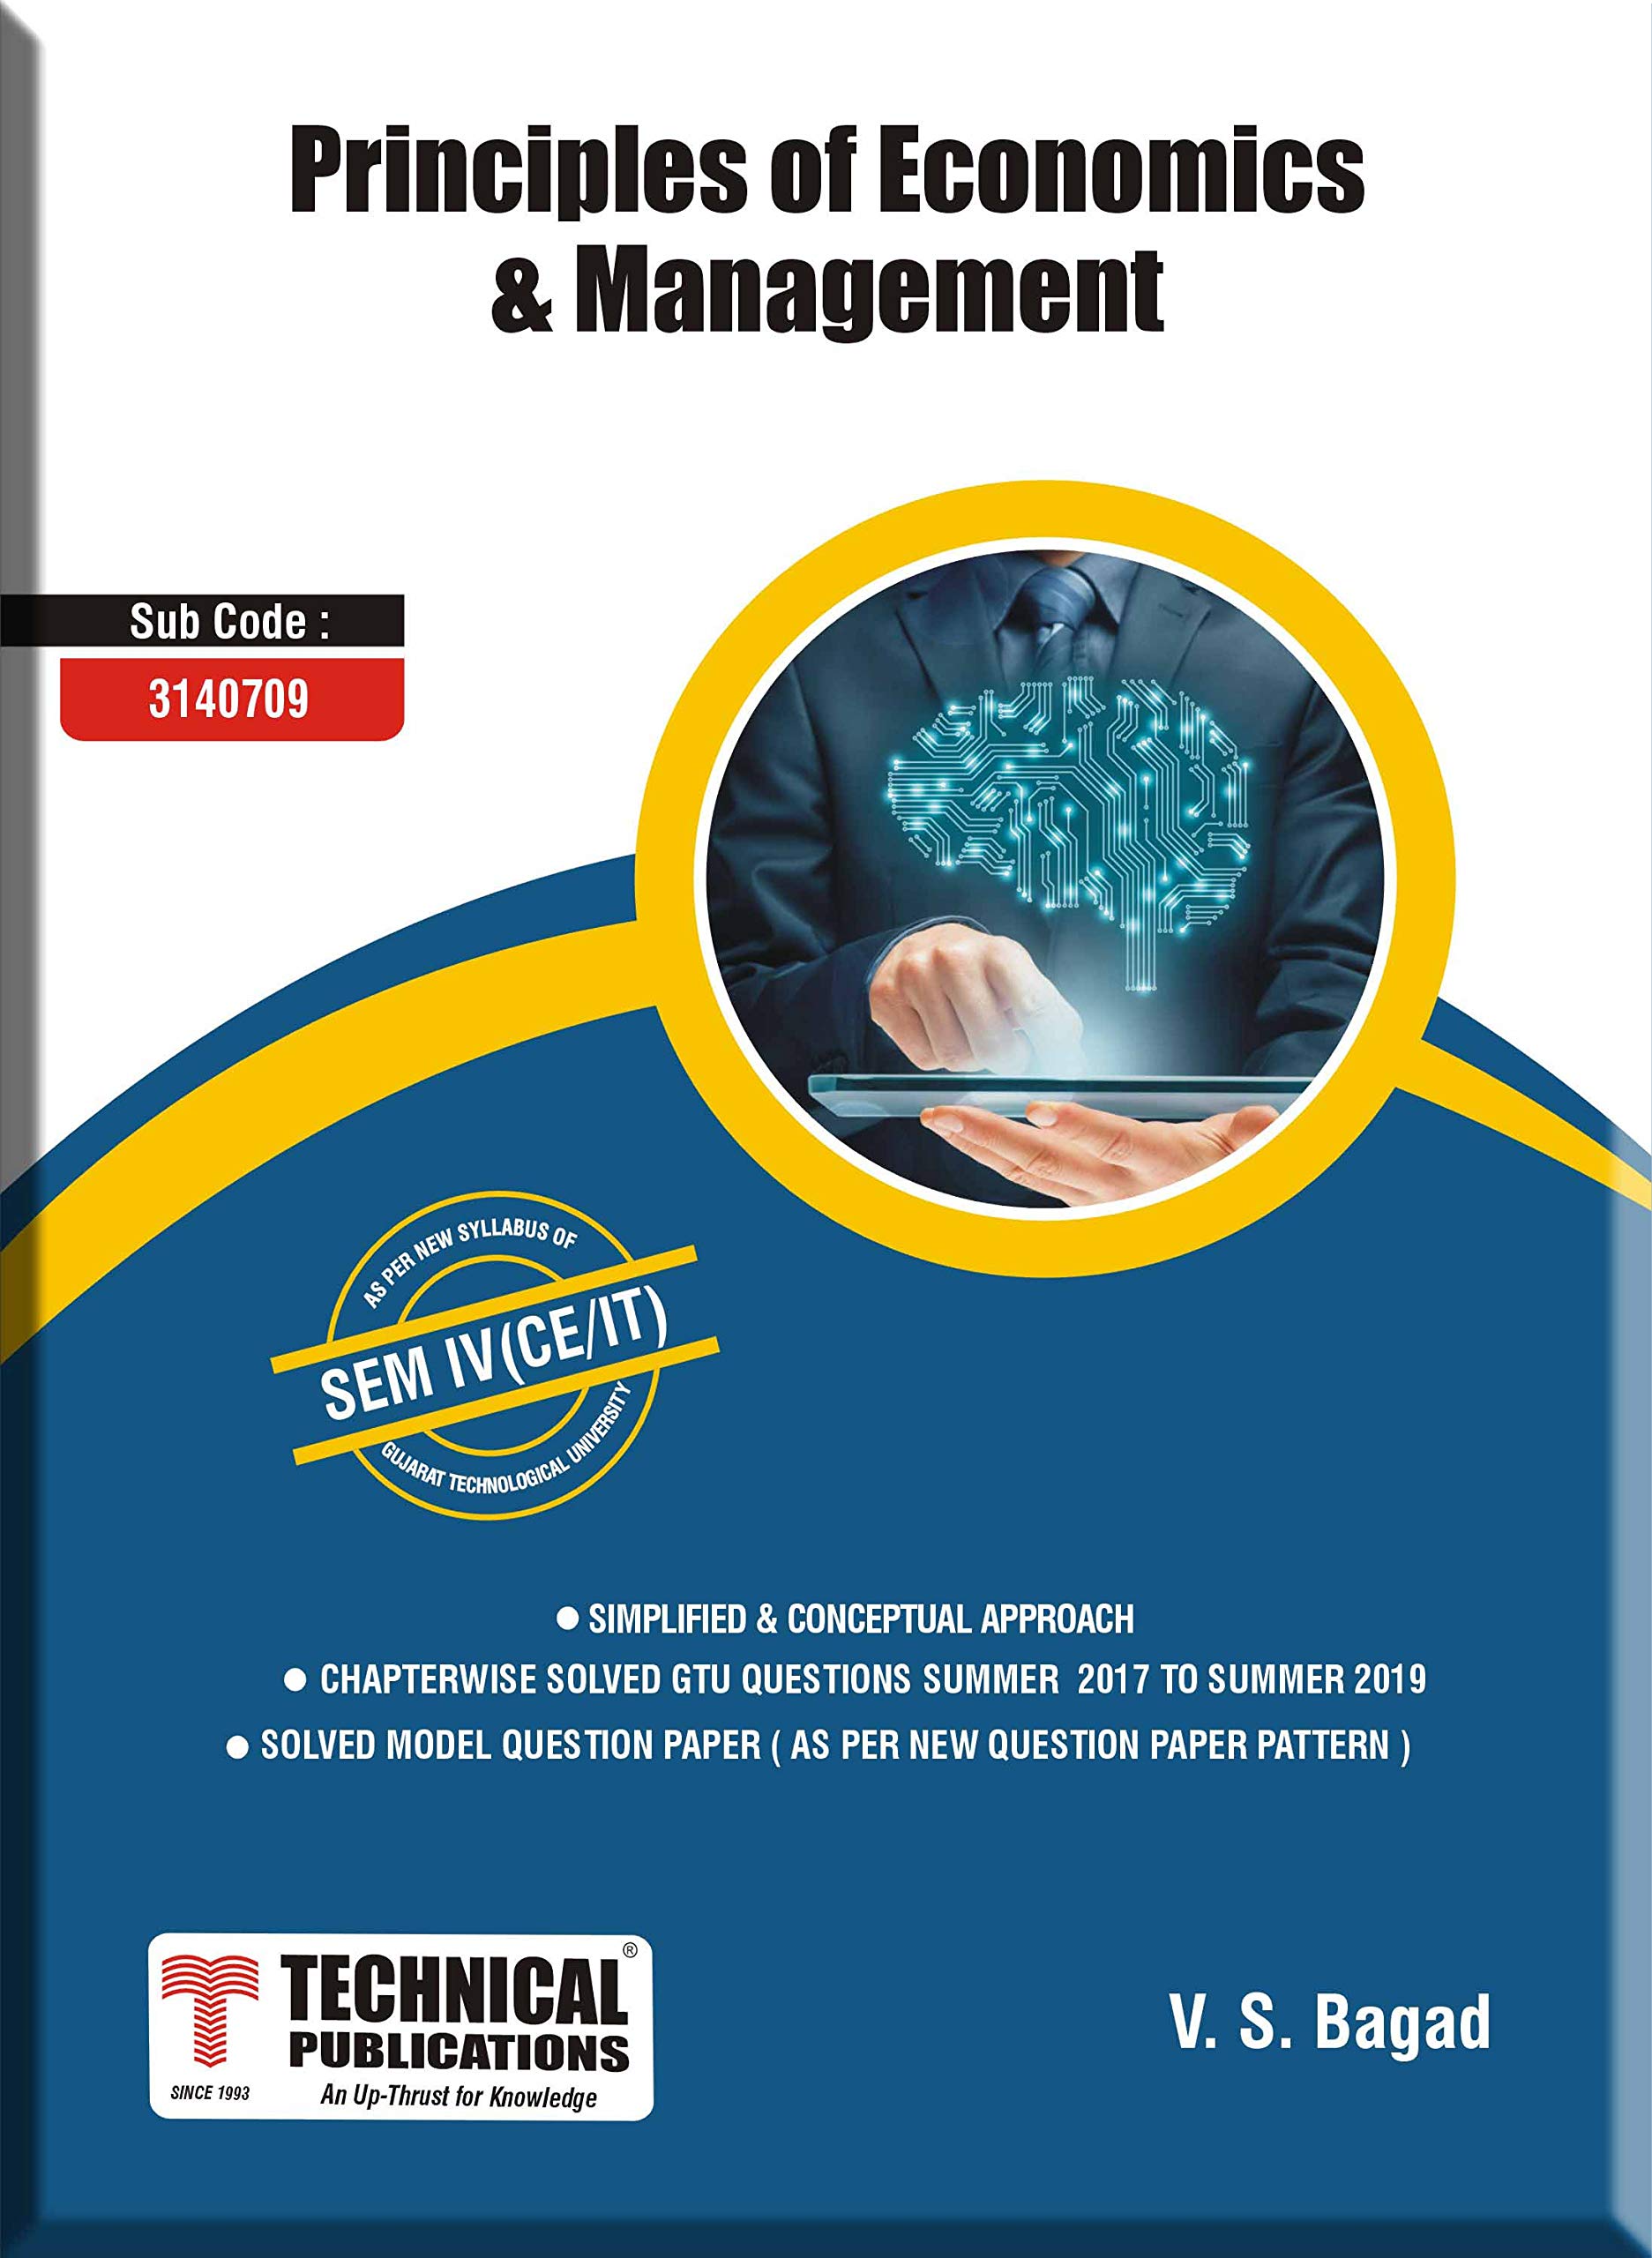 Principles of Economics
& Management
Sub Code :
3140709
AS PER NEW SYLLABUS OF
SEM IV(CE/IT)
GUJARAT TECHNOLOGICAL UNIVERSITY
● SIMPLIFIED & CONCEPTUAL APPROACH
● CHAPTERWISE SOLVED GTU QUESTIONS SUMMER 2017 TO SUMMER 2019
● SOLVED MODEL QUESTION PAPER ( AS PER NEW QUESTION PAPER PATTERN )
TECHNICAL®
PUBLICATIONS
SINCE 1993
An Up-Thrust for Knowledge
V. S. Bagad